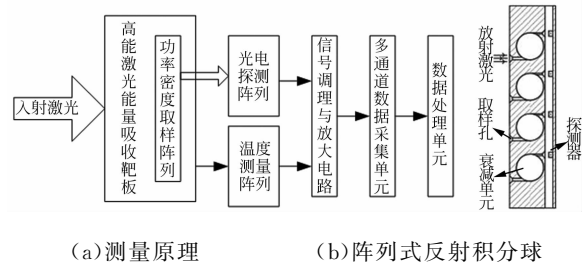 入射激光
高能激光能量吸收靶板
功率密度取样阵列
光电探测阵列
温度测量阵列
信号调理与放大电路
多通道数据采集单元
数据处理单元
放射激光
取样孔
衰减单元
探测器
(a)测量原理
(b)阵列式反射积分球